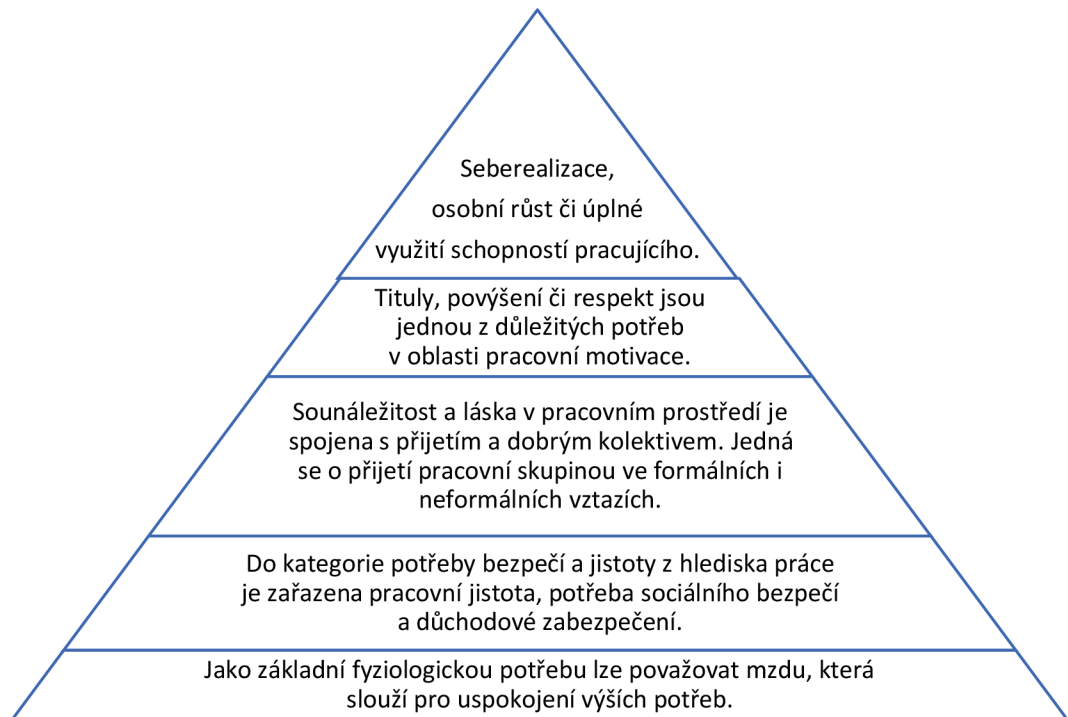 Seberealizace,
osobní růst či úplné
využití schopností pracujícího.
Tituly, povýšení či respekt jsou
jednou z důležitých potřeb
v oblasti pracovní motivace.
Sounáležitost a láska v pracovním prostředí je
spojena s přijetím a dobrým kolektivem. Jedná
se o přijetí pracovní skupinou ve formálních i
neformálních vztazích.
Do kategorie potřeby bezpečí a jistoty z hlediska práce
je zařazena pracovní jistota, potřeba sociálního bezpečí
a důchodové zabezpečení.
Jako základní fyziologickou potřebu lze považovat mzdu, která
slouží pro uspokojení výších potřeb.